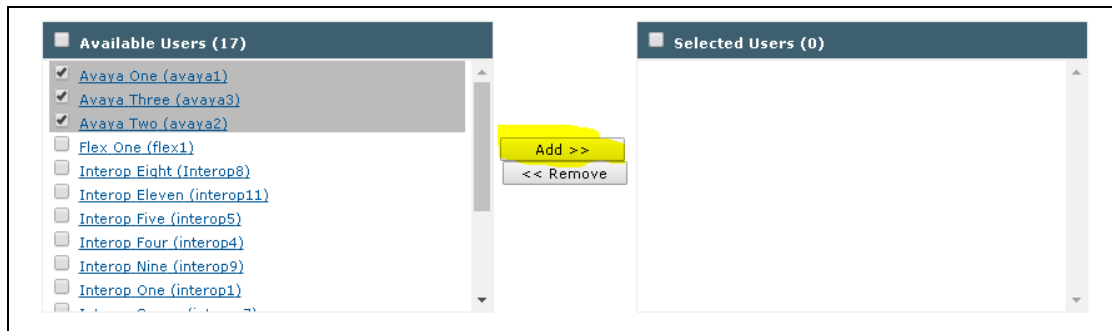 Available Users (17)
Avaya One (avaya1)
Avaya Three (avaya3)
Avaya Two (avaya2)
Flex One (flex1)
Interop Eight (Interop8)
Interop Eleven (interop11)
Interop Five (interop5)
Interop Four (interop4)
Interop Nine (interop9)
Interop One (interop1)
Add >>
<< Remove
Selected Users (0)